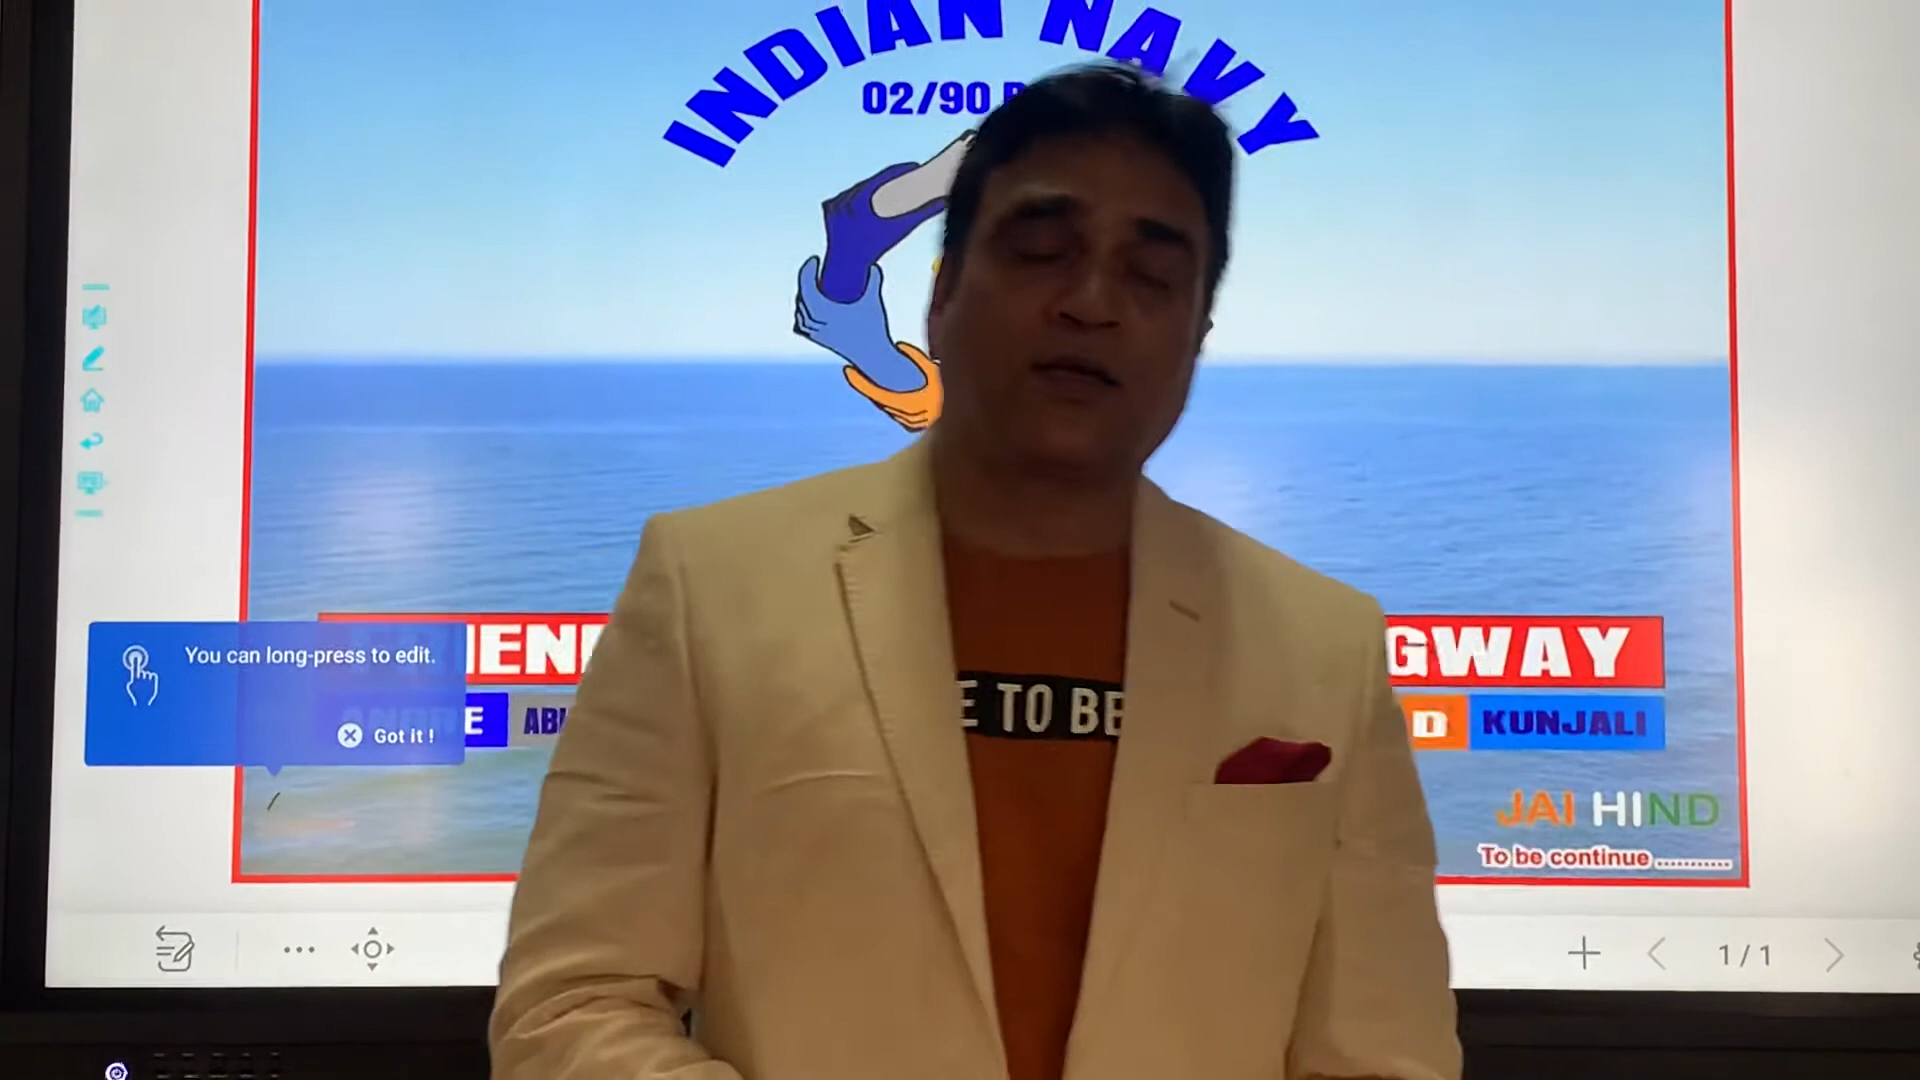 INDIAN NAVY
02/90
GWAY
ABI
D
KUNJALI
You can long-press to edit.
Got it !
E TO BE
JAI HIND
To be continue ...........
1 / 1